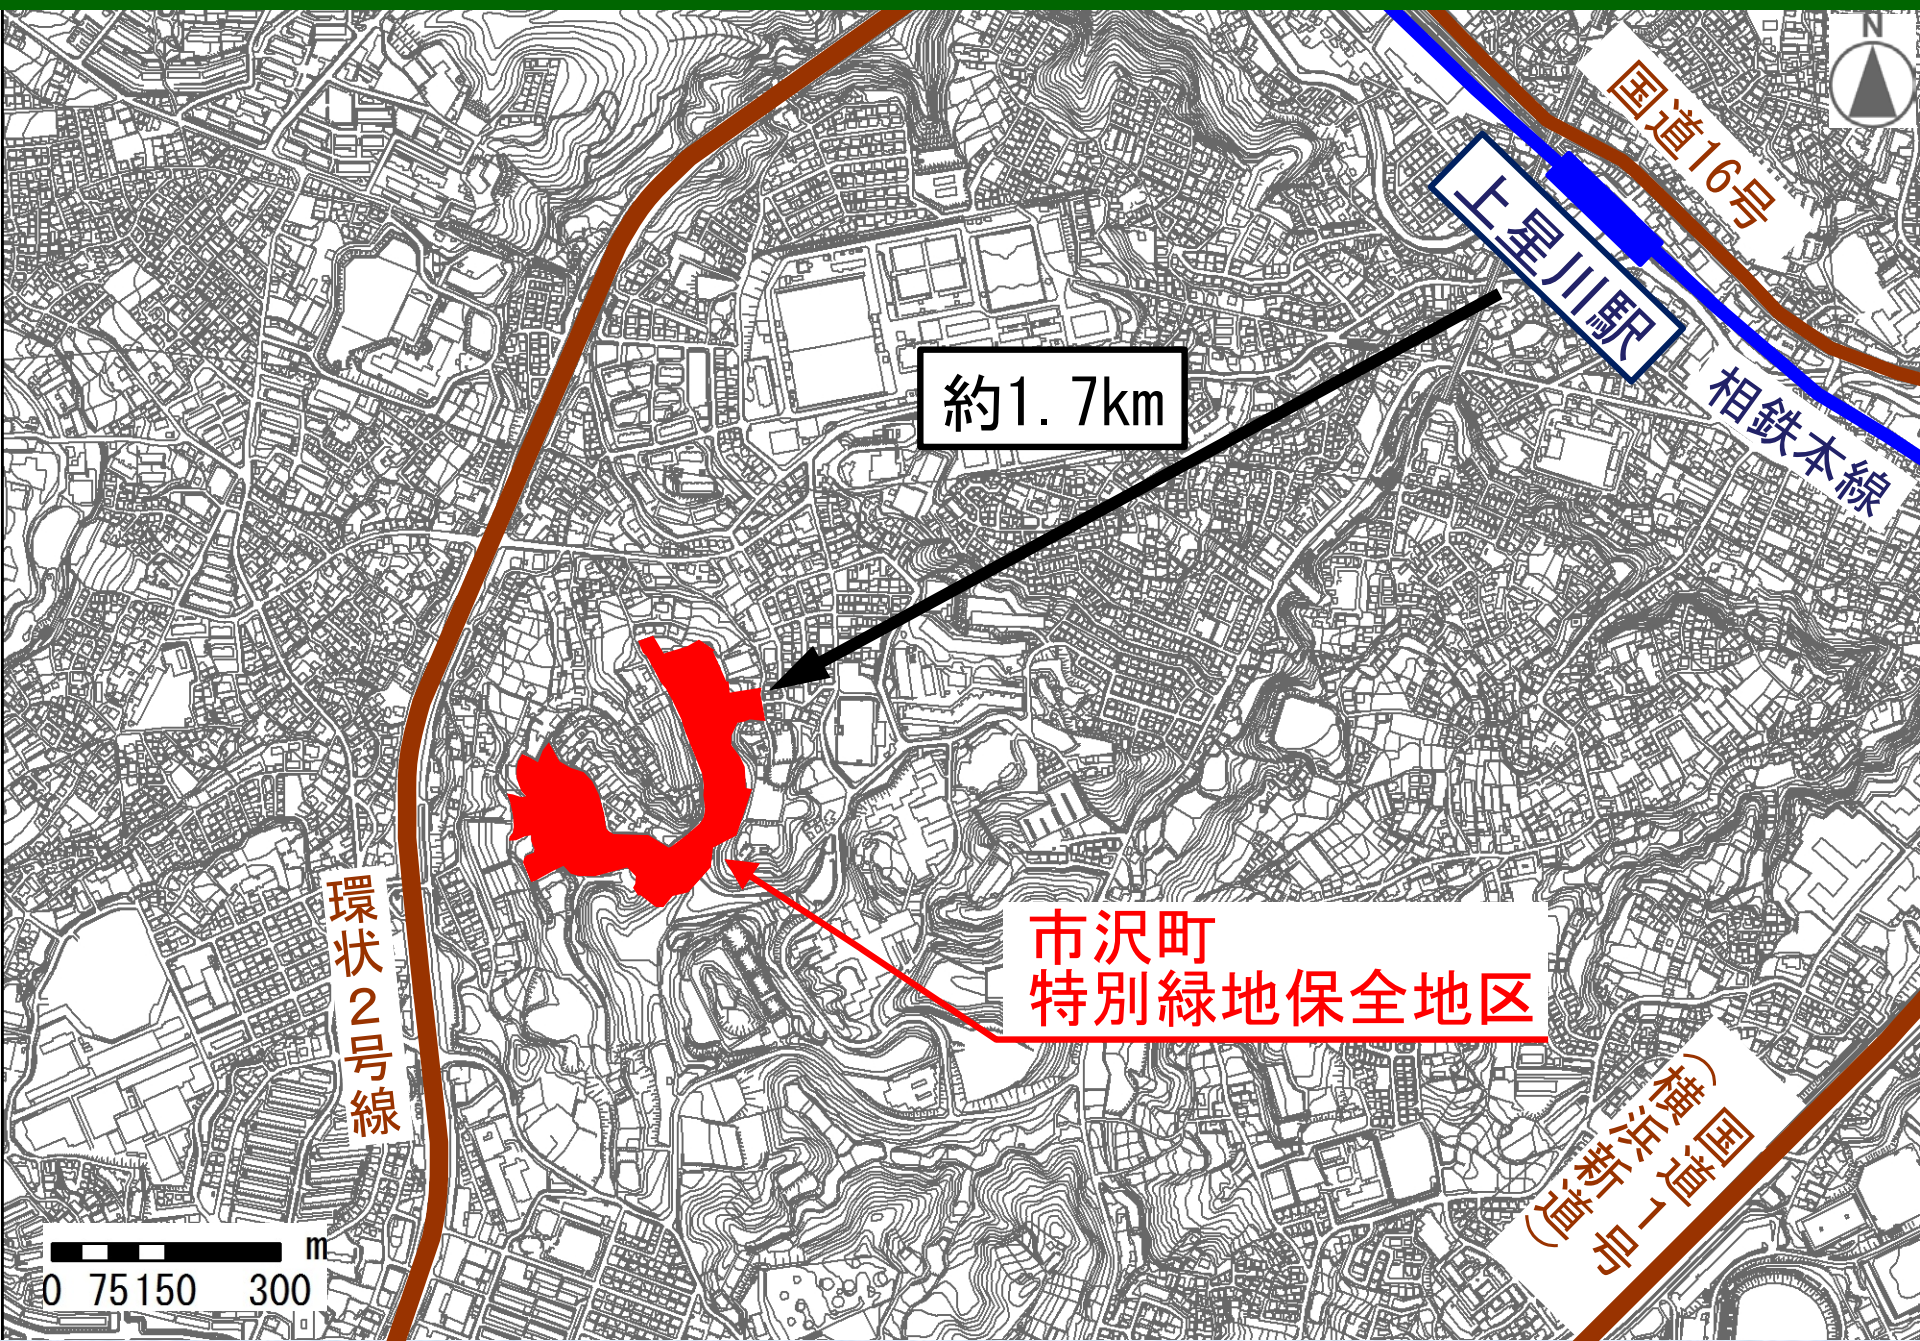 N
国道16号
上星川駅
相鉄本線
約1.7km
市沢町
特別緑地保全地区
環状2号線
国道1号
(横浜新道)
m
0 75 150 300